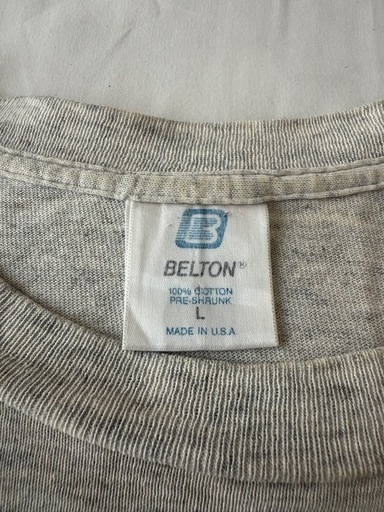 B
BELTON®
100% COTTON
PRE-SHRUNK
L
MADE IN U.S.A.